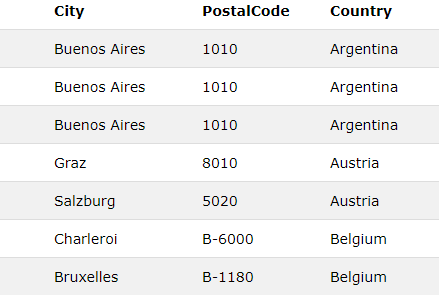 City PostalCode Country
Buenos Aires 1010 Argentina
Buenos Aires 1010 Argentina
Buenos Aires 1010 Argentina
Graz 8010 Austria
Salzburg 5020 Austria
Charleroi B-6000 Belgium
Bruxelles B-1180 Belgium